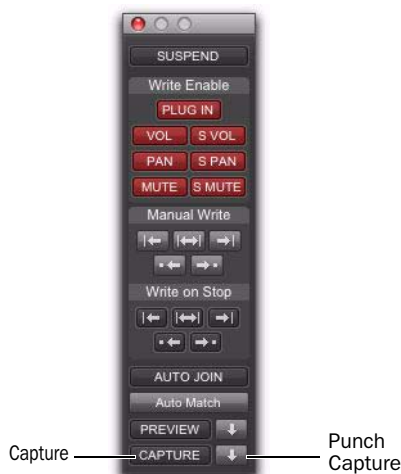 SUSPEND
Write Enable
PLUG IN
VOL S VOL
PAN S PAN
MUTE S MUTE
Manual Write
Write on Stop
AUTO JOIN
Auto Match
PREVIEW
Capture CAPTURE Punch
Capture